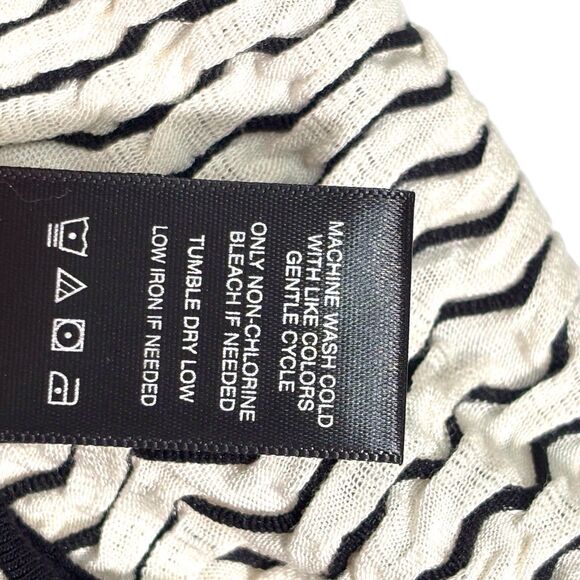 MACHINE WASH COLD
WITH LIKE COLORS
GENTLE CYCLE
ONLY NON-CHLORINE
BLEACH IF NEEDED
TUMBLE DRY LOW
LOW IRON IF NEEDED